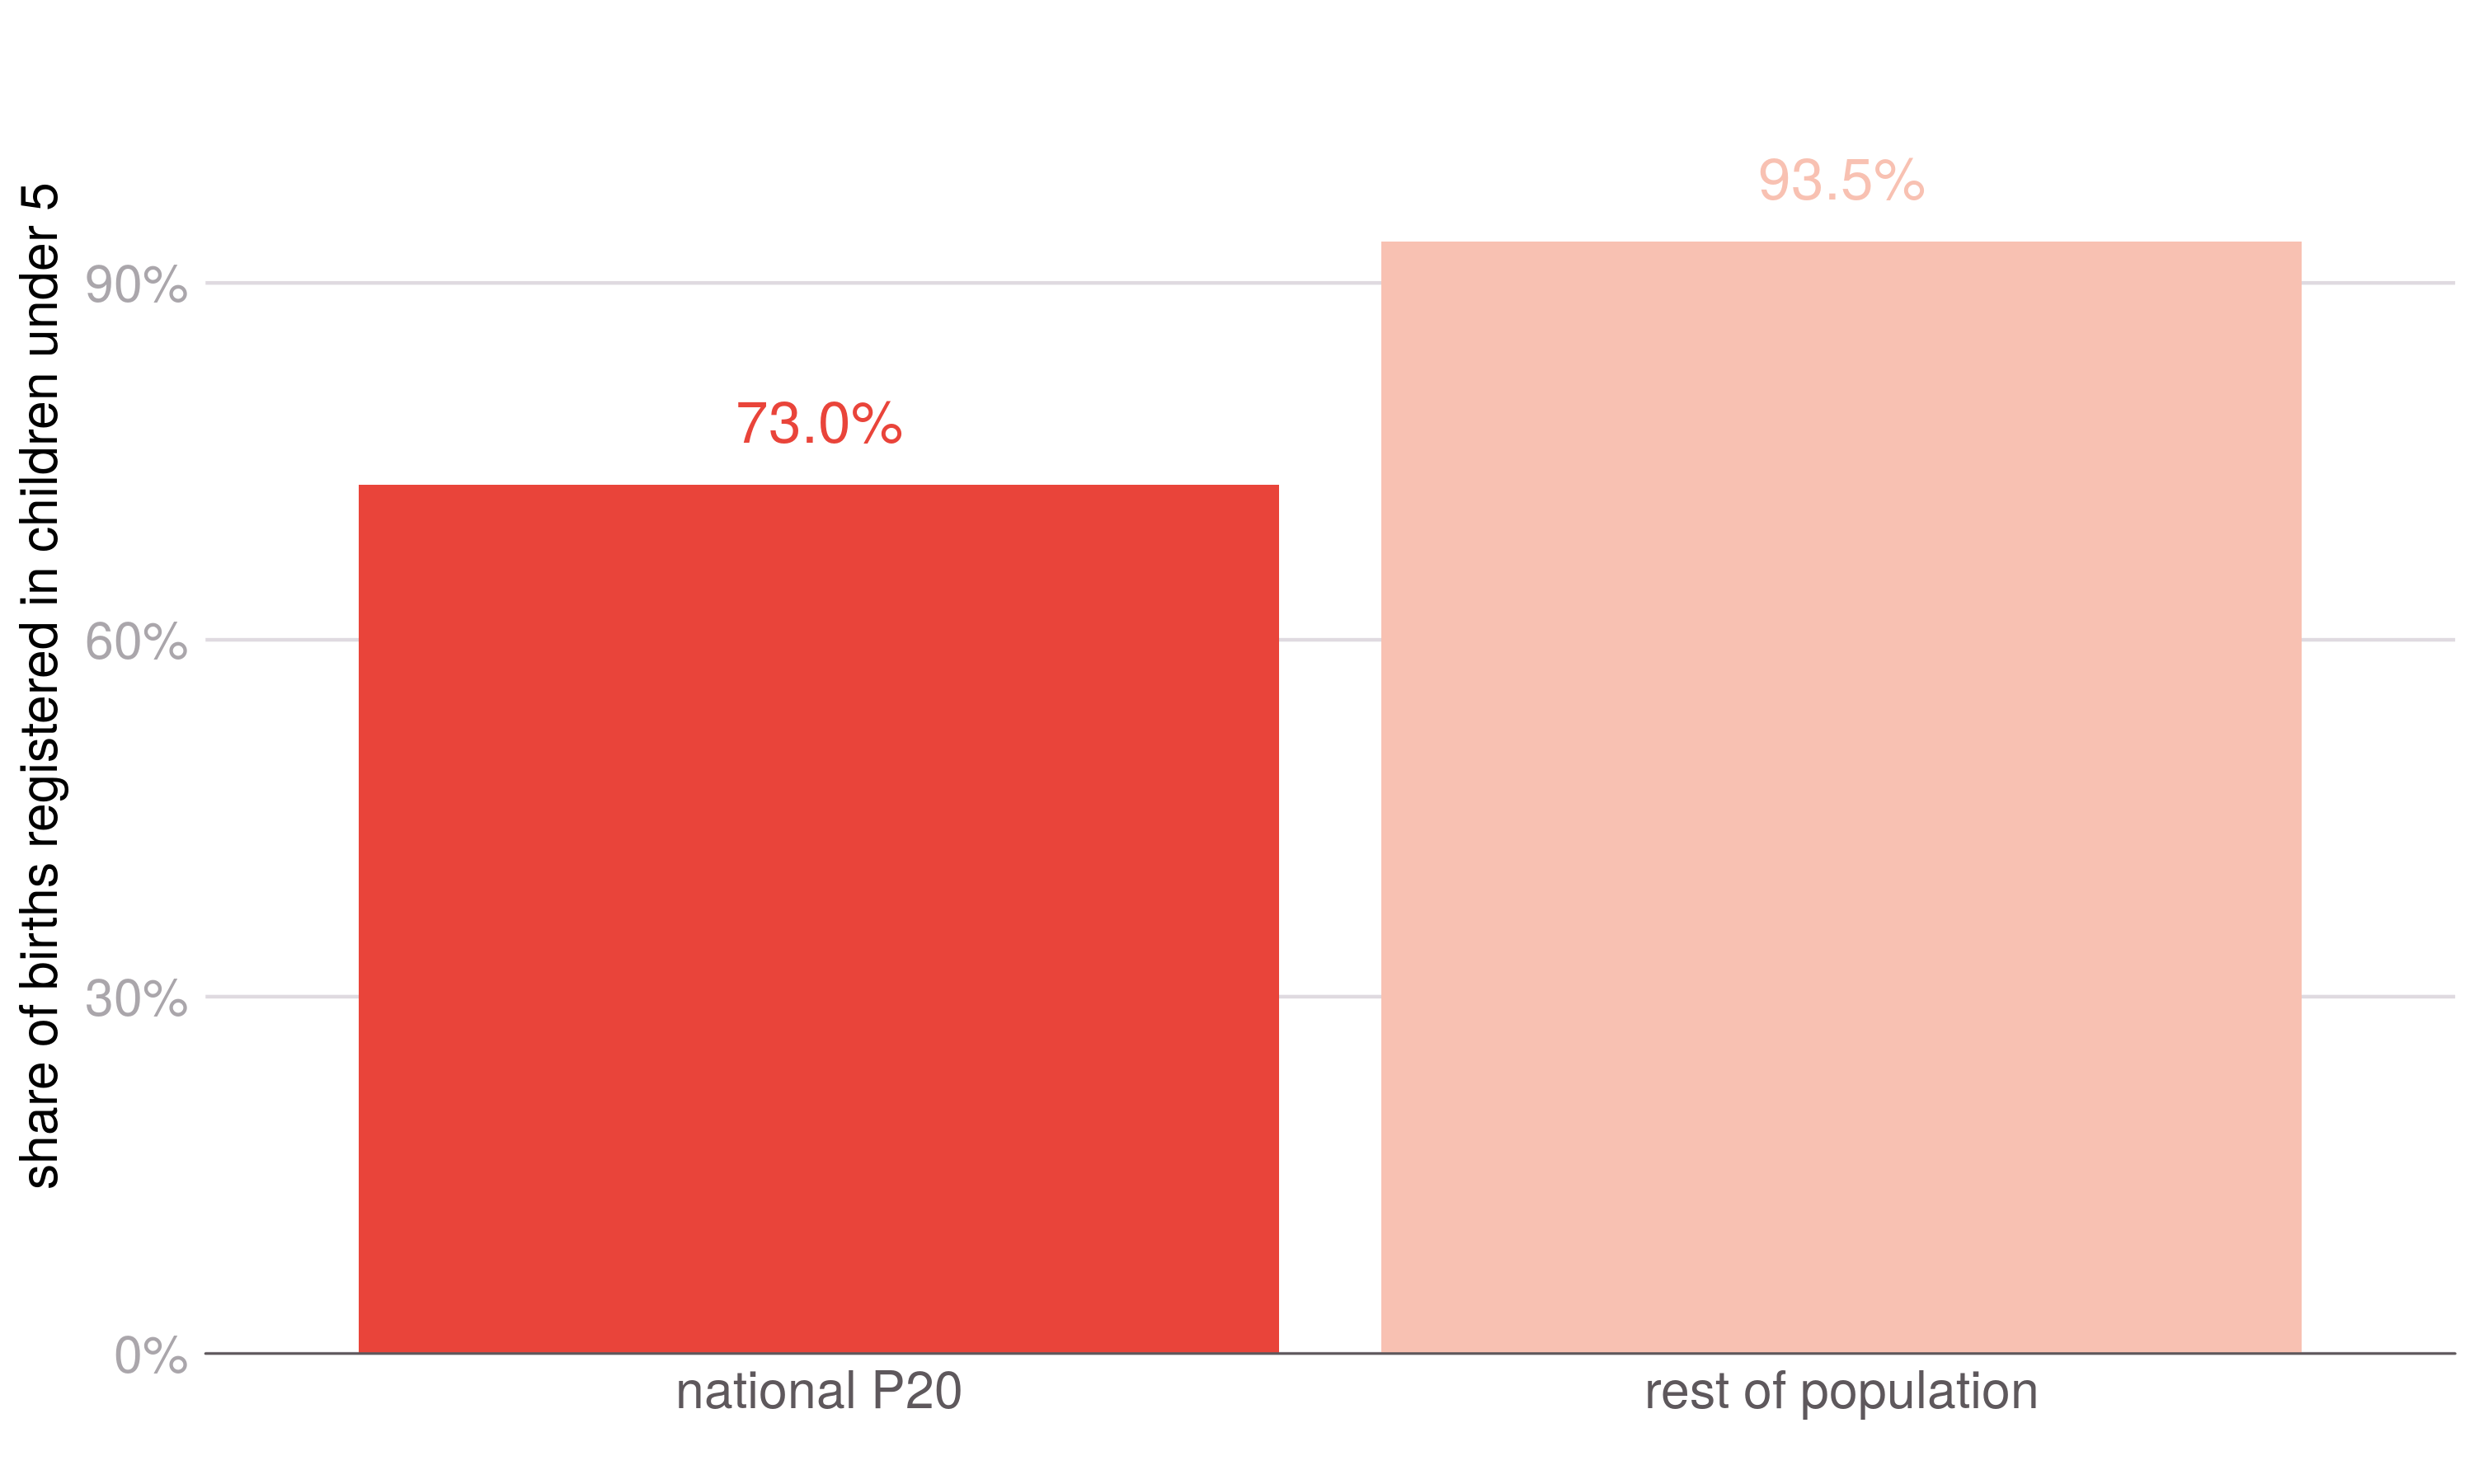 share of births registered in children under 5
90%
60%
30%
0%
73.0%
93.5%
national P20
rest of population